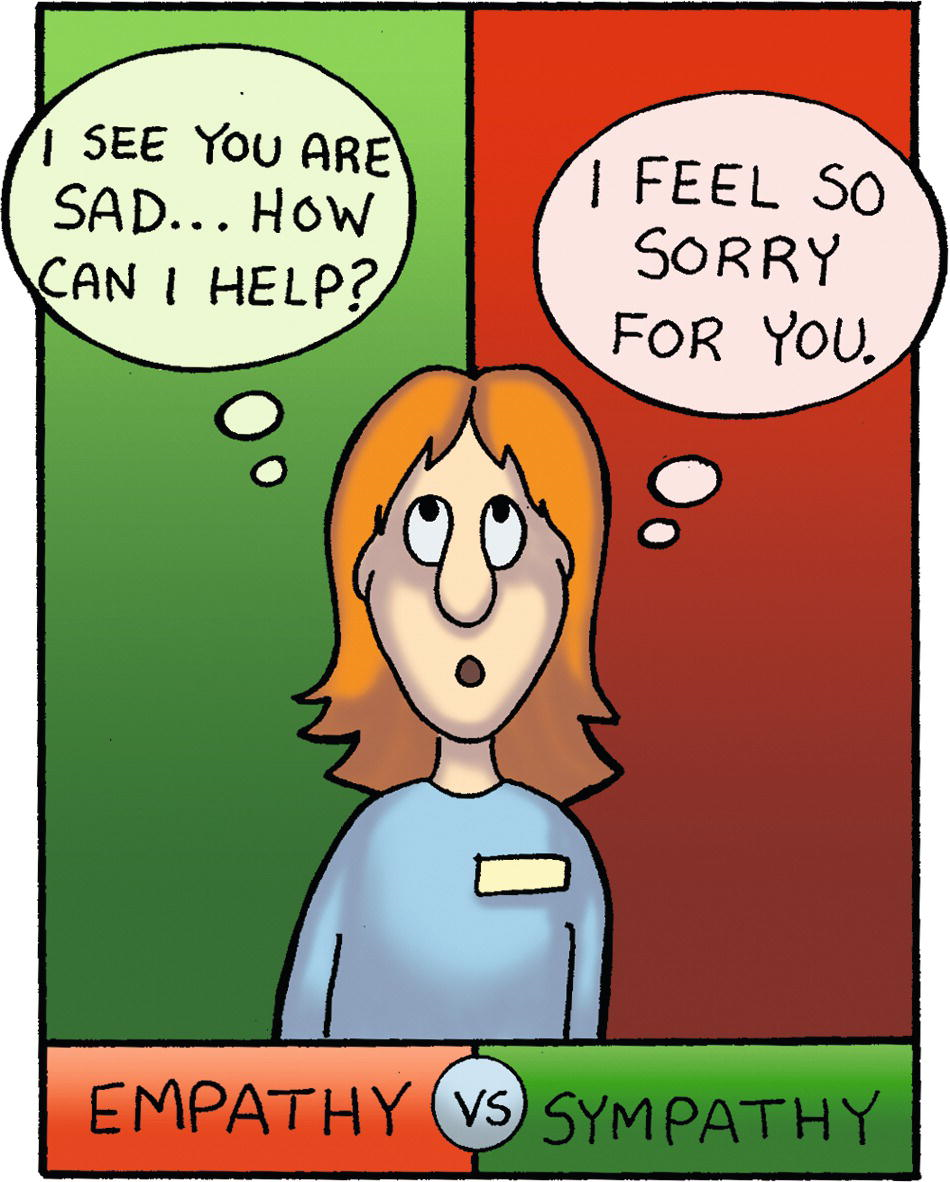 I SEE YOU ARE
SAD... HOW
CAN I HELP?
I FEEL SO
SORRY
FOR YOU.
EMPATHY VS SYMPATHY